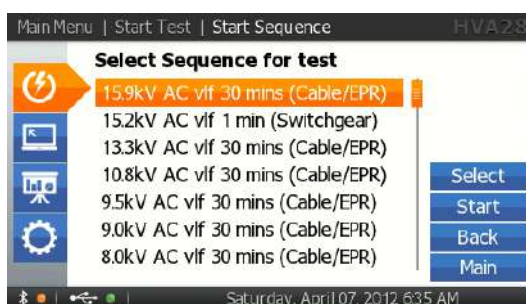 Main Menu | Start Test | Start Sequence HVA28
Select Sequence for test
15.9kV AC vlf 30 mins (Cable/EPR)
15.2kV AC vlf 1 min (Switchgear)
13.3kV AC vlf 30 mins (Cable/EPR)
10.8kV AC vlf 30 mins (Cable/EPR)
9.5kV AC vlf 30 mins (Cable/EPR)
9.0kV AC vlf 30 mins (Cable/EPR)
8.0kV AC vlf 30 mins (Cable/EPR)
Select
Start
Back
Main
Saturday, April 07, 2012 6:35 AM